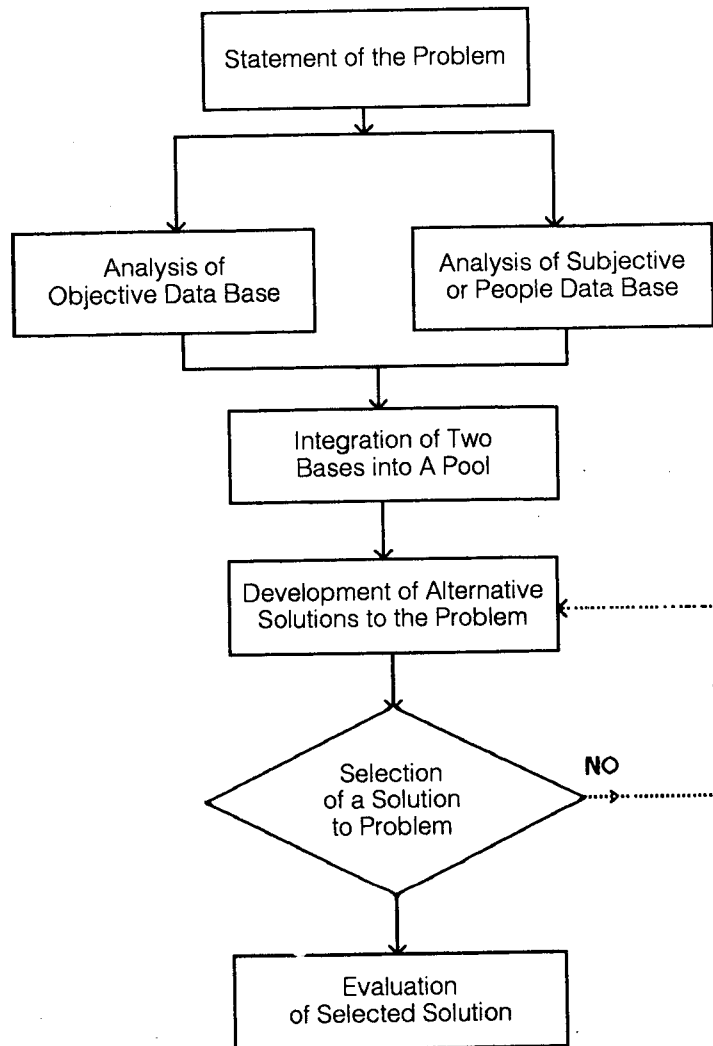 Statement of the Problem
Analysis of
Objective Data Base
Analysis of Subjective
or People Data Base
Integration of Two
Bases into A Pool
Development of Alternative
Solutions to the Problem
Selection
of a Solution
to Problem
NO
Evaluation
of Selected Solution